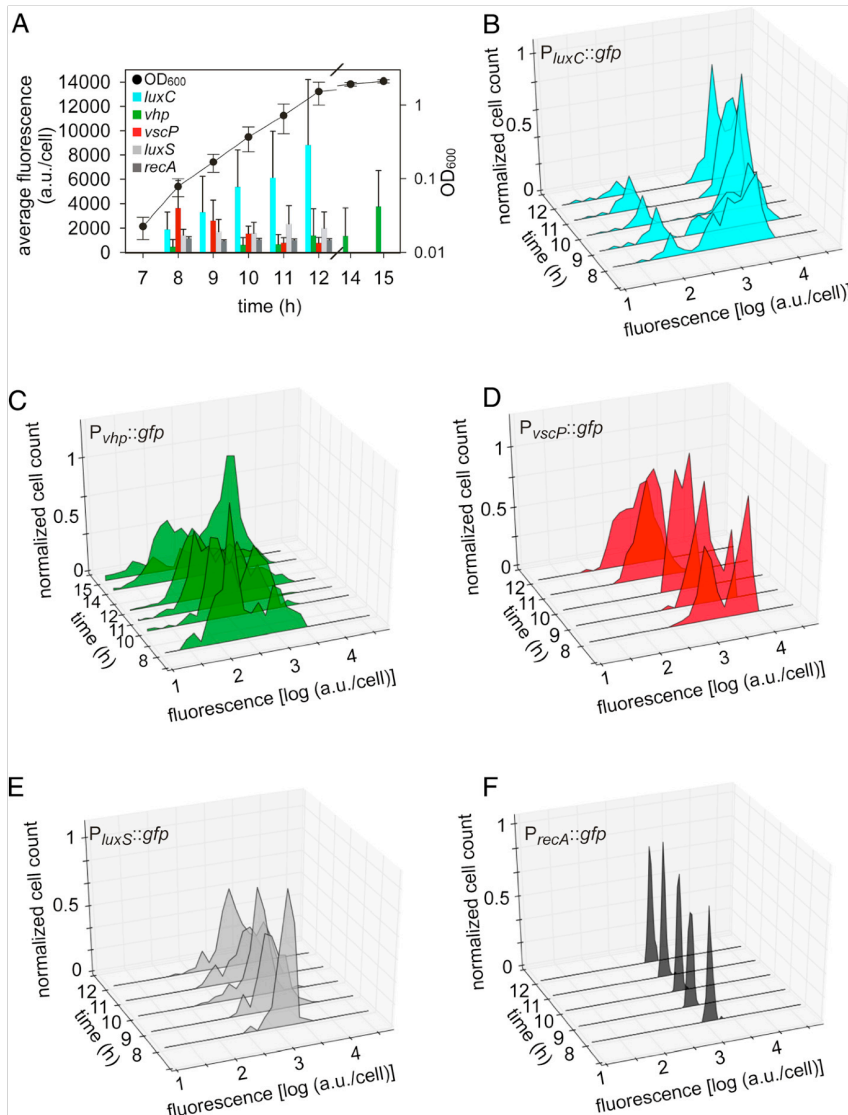 A
average fluorescence
(a.u./cell)
14000
12000
10000
8000
6000
4000
2000
0
OD600
luxC
vhp
vscP
luxS
recA
1
0.1
0.01
OD600
7 8 9 10 11 12 14 15
time (h)
B
PluxC::gfp
normalized cell count
1
0.5
0
12
11
10
9
8
time (h)
1 2 3 4
fluorescence [log (a.u./cell)]
C
Pvhp::gfp
normalized cell count
1
0.5
0
15
14
12
11
10
8
time (h)
1 2 3 4
fluorescence [log (a.u./cell)]
D
PvscP::gfp
normalized cell count
1
0.5
0
12
11
10
9
8
time (h)
1 2 3 4
fluorescence [log (a.u./cell)]
E
PluxS::gfp
normalized cell count
1
0.5
0
12
11
10
9
8
time (h)
1 2 3 4
fluorescence [log (a.u./cell)]
F
PrecA::gfp
normalized cell count
1
0.5
0
12
11
10
9
8
time (h)
1 2 3 4
fluorescence [log (a.u./cell)]